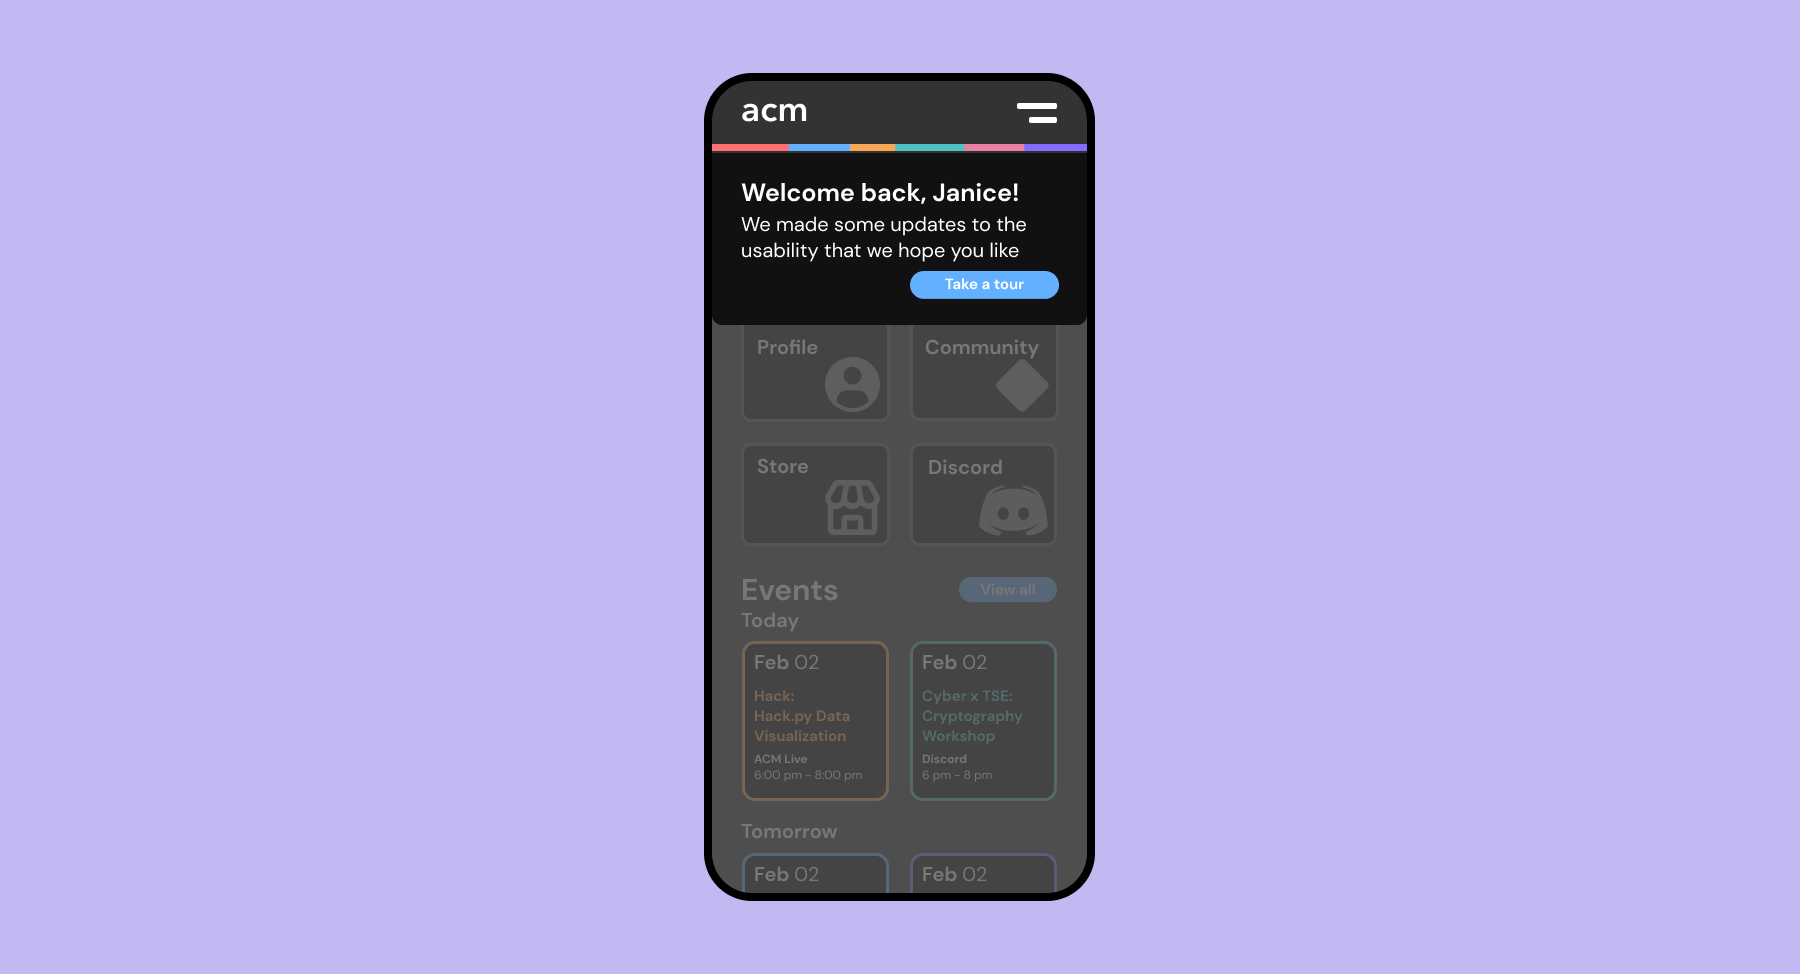 acm
Welcome back, Janice!
We made some updates to the
usability that we hope you like
Take a tour
Profile
Community
Store
Discord
Events
View all
Today
Feb 02
Hack:
Hack.py Data
Visualization
ACM Live
6:00 pm - 8:00 pm
Feb 02
Cyber x TSE:
Cryptography
Workshop
Discord
6 pm - 8 pm
Tomorrow
Feb 02
Feb 02